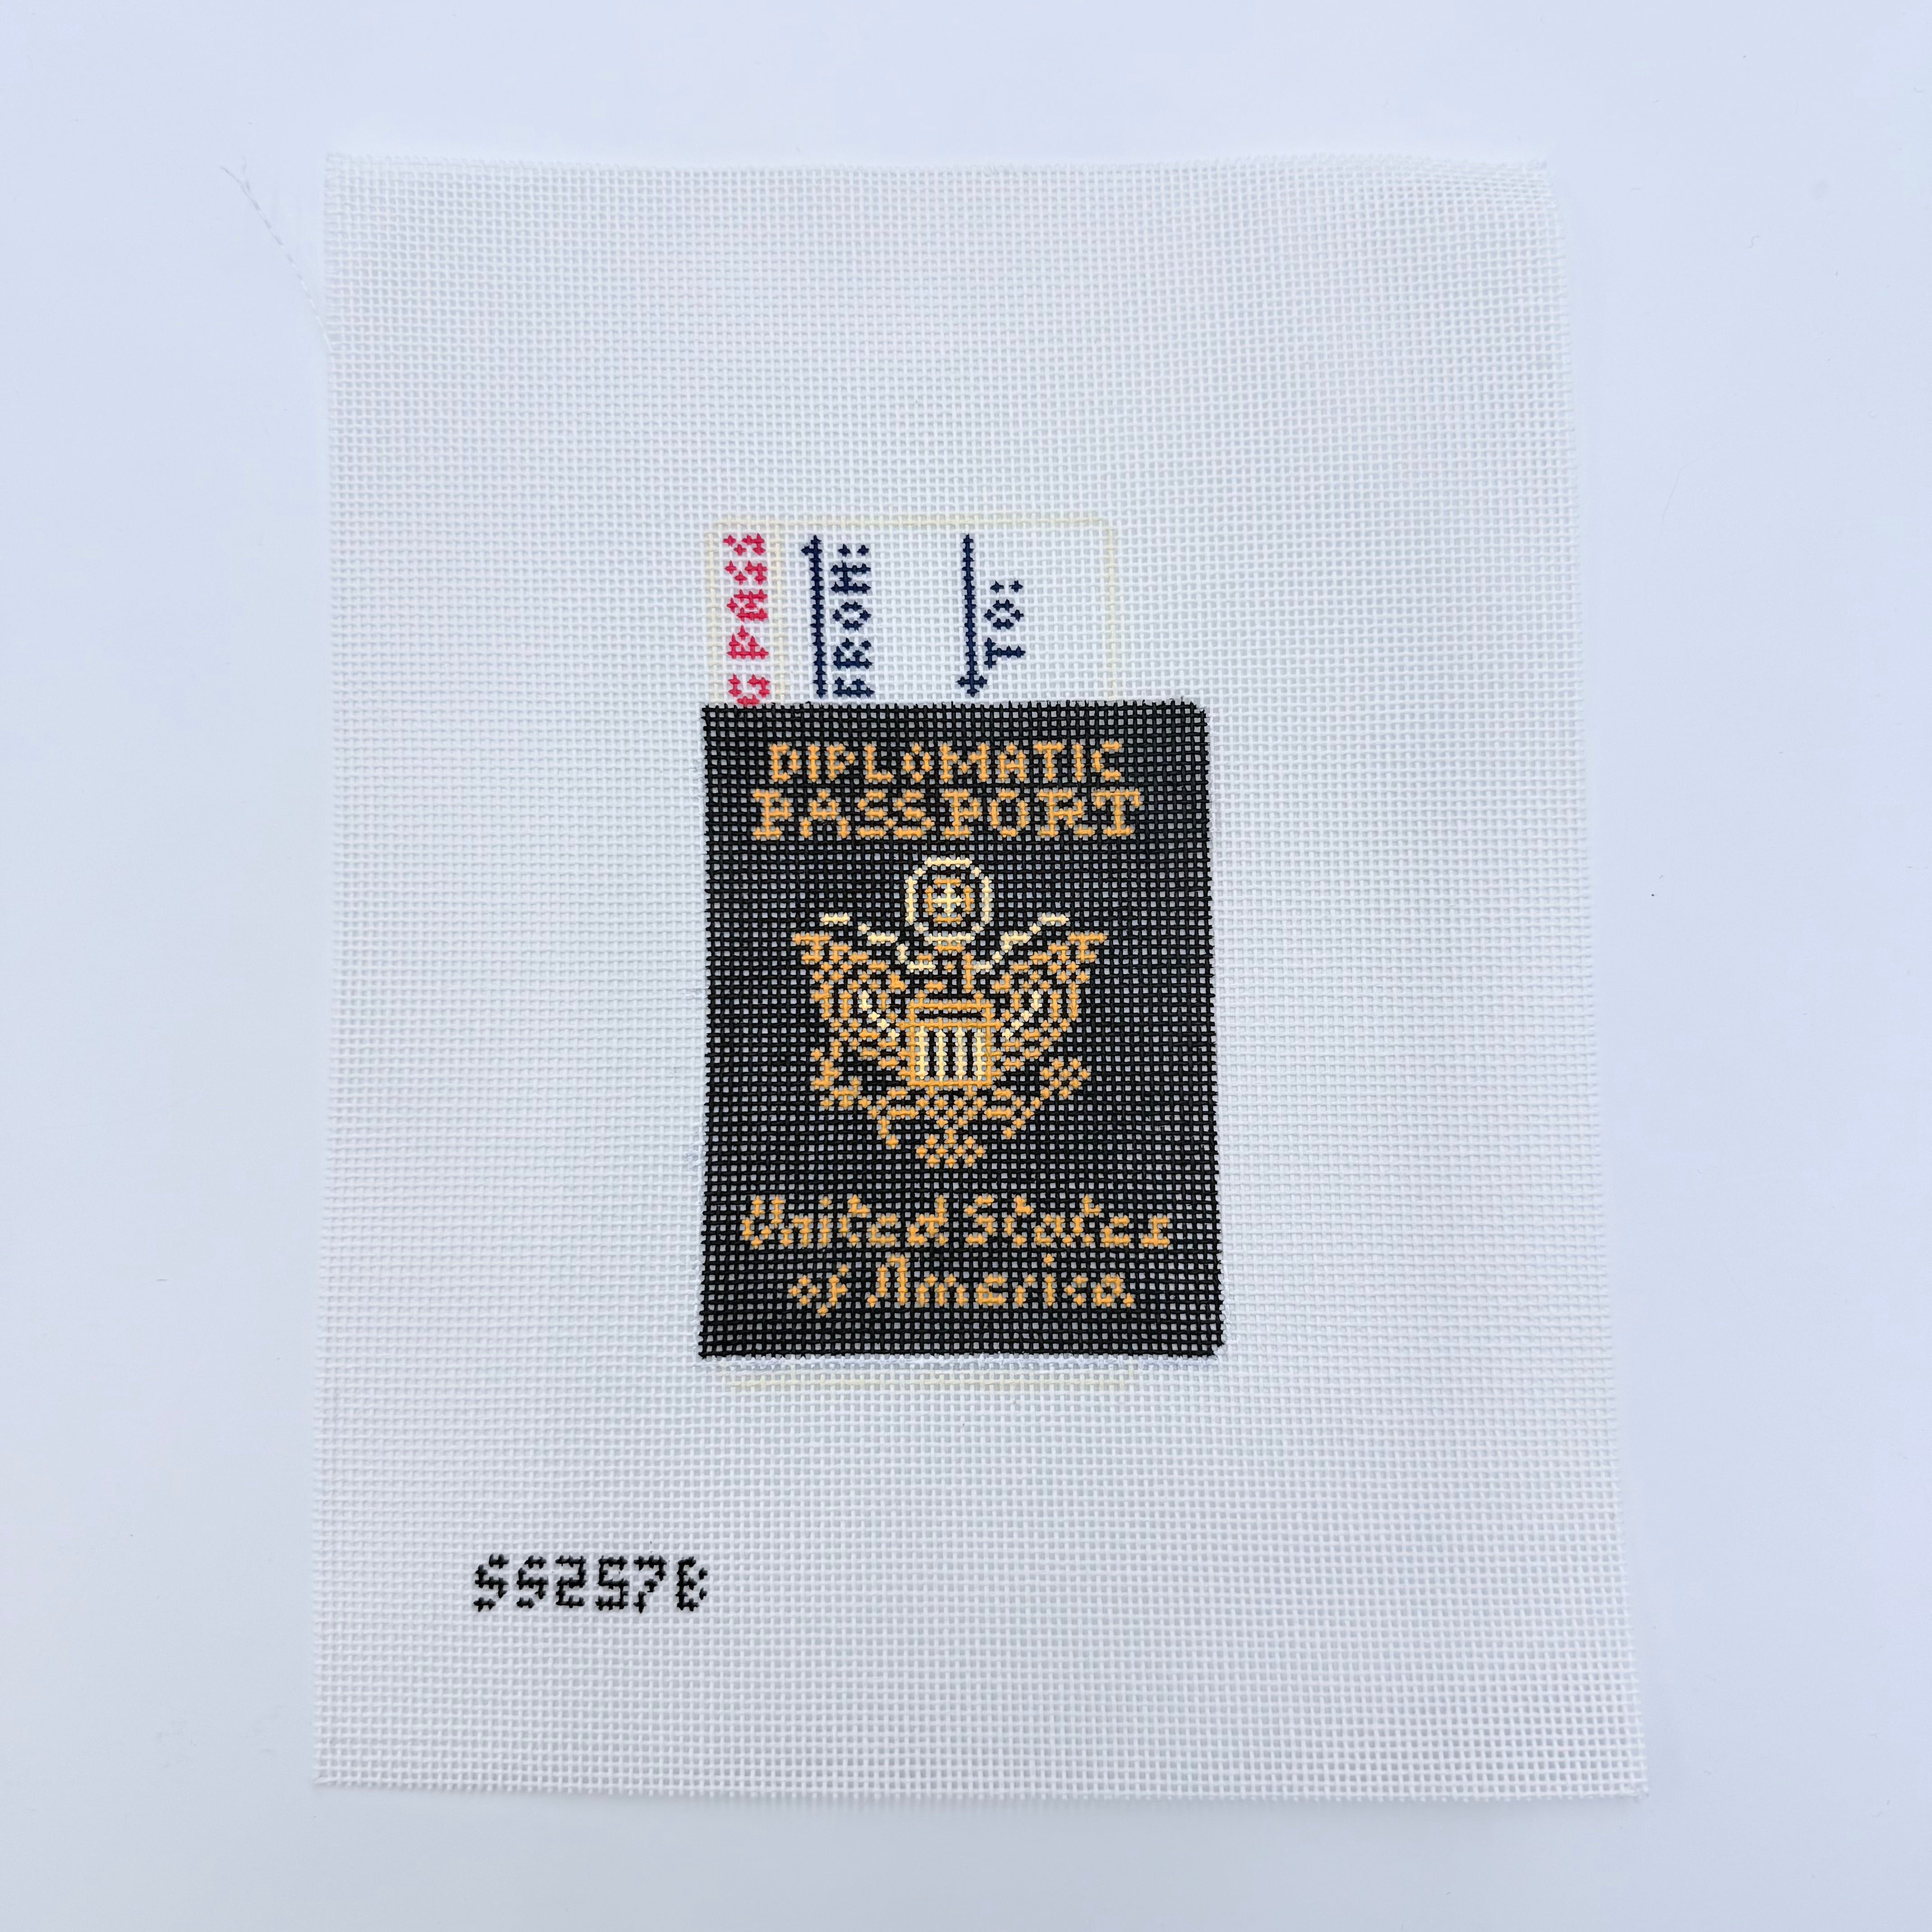 G PASS
FROM:
TO:
DIPLOMATIC
PASSPORT
United States
of America
SS257B